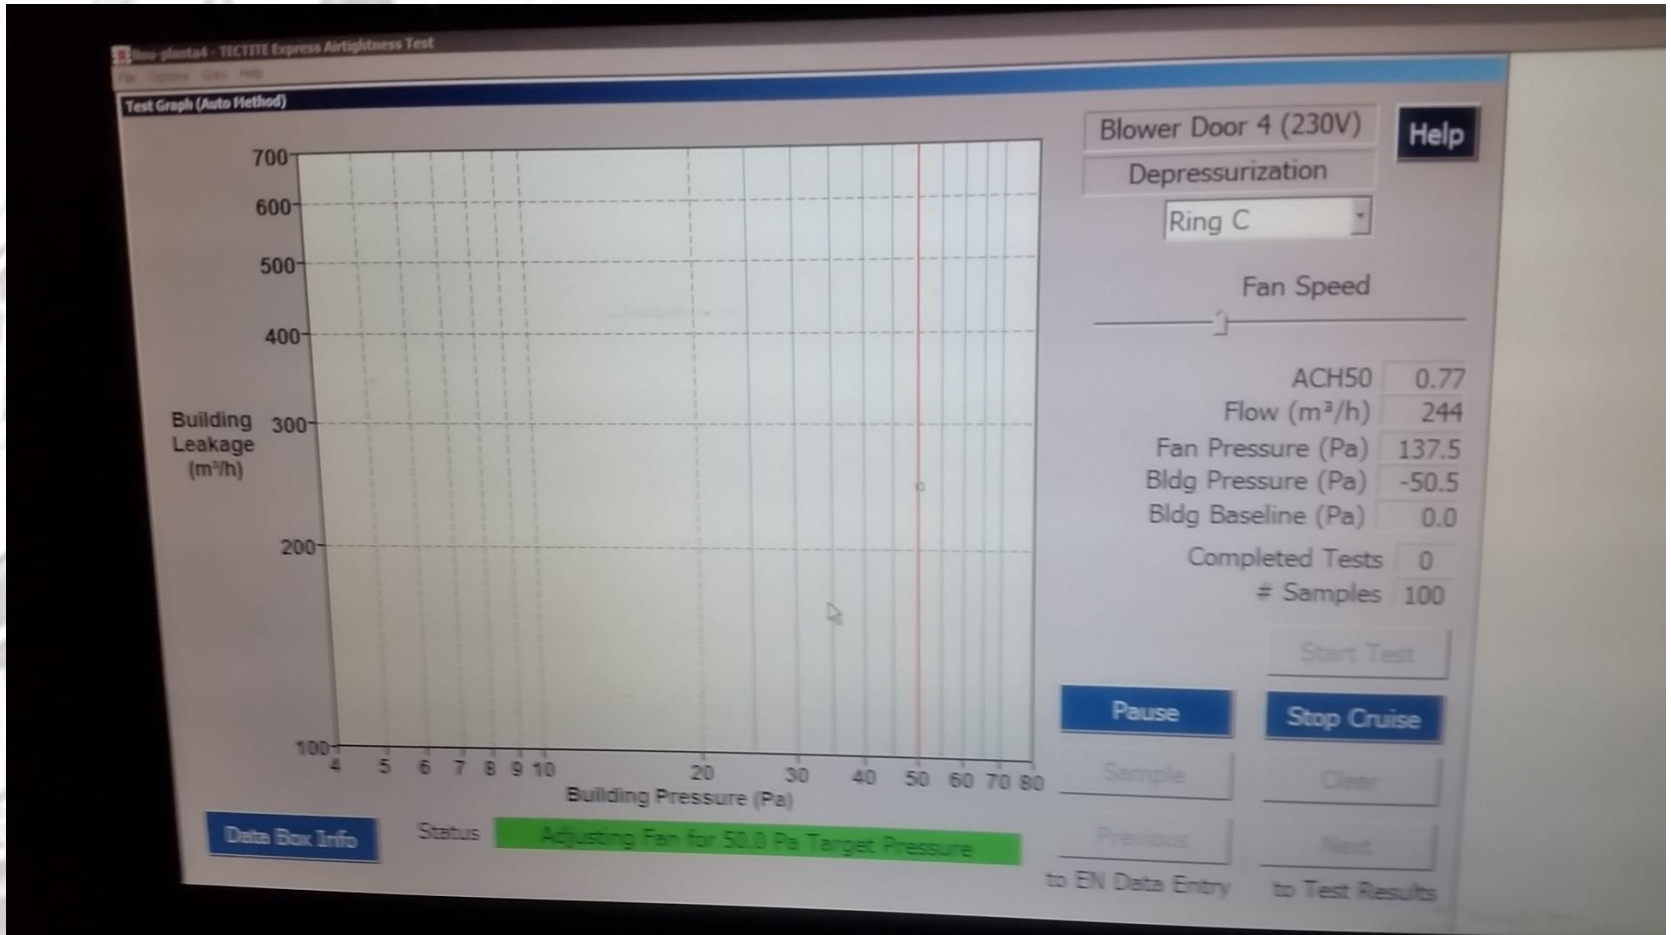 TECTITE Express Airtightness Test
File Options Goto Help
Test Graph (Auto Method)
Blower Door 4 (230V)
Help
Depressurization
Ring C
Fan Speed
700
600
500
400
300
200
100
Building
Leakage
(m³/h)
4 5 6 7 8 9 10 20 30 40 50 60 70 80
Building Pressure (Pa)
ACH50 0.77
Flow (m³/h) 244
Fan Pressure (Pa) 137.5
Bldg Pressure (Pa) -50.5
Bldg Baseline (Pa) 0.0
Completed Tests 0
# Samples 100
Start Test
Pause Stop Cruise
Sample Clear
Previous Next
to EN Data Entry to Test Results
Data Box Info Status Adjusting Fan for 50.0 Pa Target Pressure